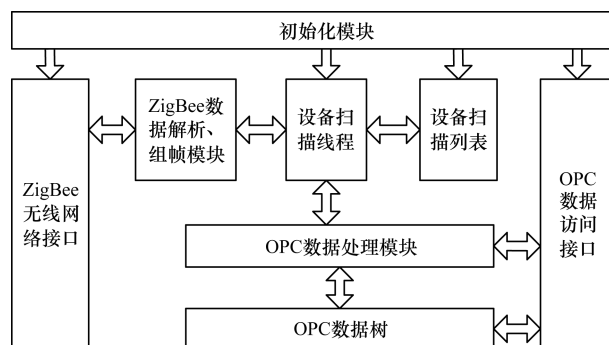 初始化模块
ZigBee数
据解析、
组帧模块
设备扫
描线程
设备扫
描列表
ZigBee
无线网
络接口
OPC
数据
访问
接口
OPC数据处理模块
OPC数据树